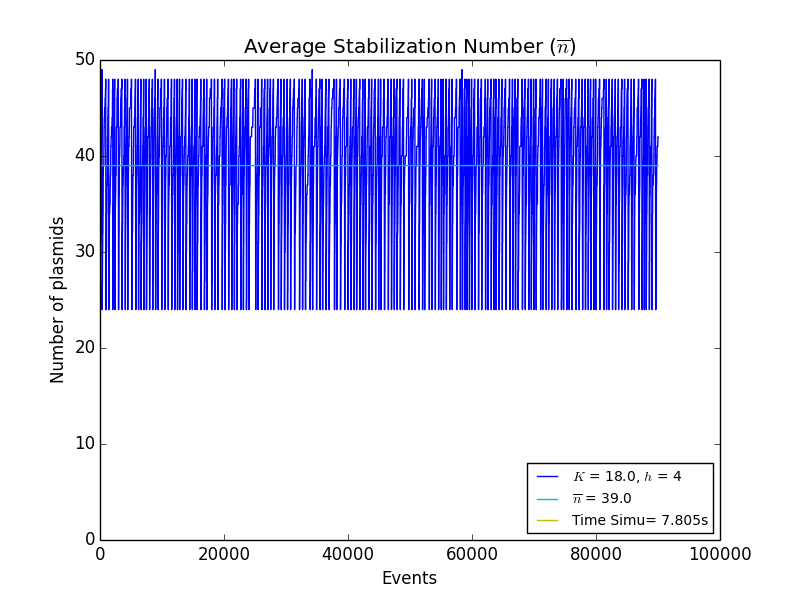 Average Stabilization Number (n̅)
50
40
30
20
10
0
Number of plasmids
0 20000 40000 60000 80000 100000
Events
K = 18.0, h = 4
n̅ = 39.0
Time Simu= 7.805s